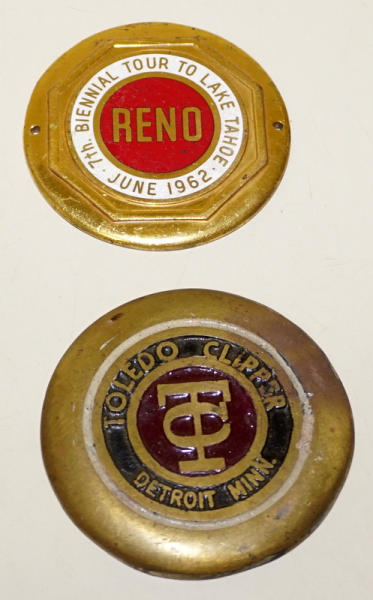 7th. BIENNIAL TOUR TO LAKE TAHOE
RENO
· JUNE 1962 ·
TOLEDO CLIPPER
TC
DETROIT MINN.